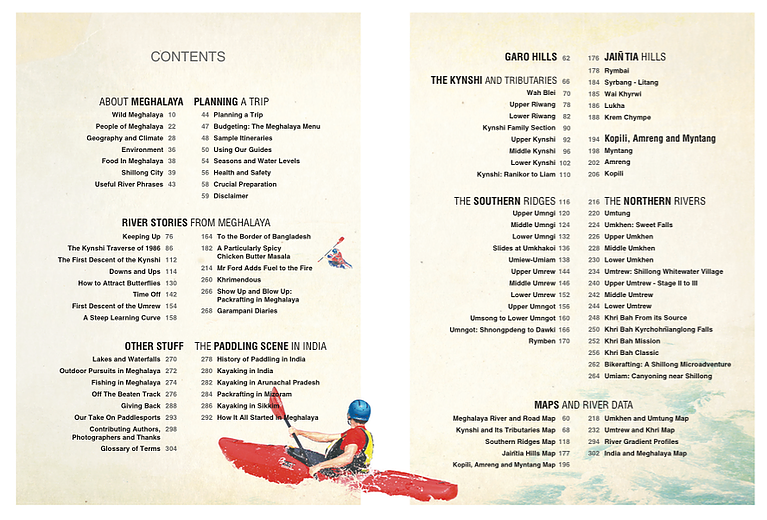 CONTENTS
ABOUT MEGHALAYA
Wild Meghalaya 10
People of Meghalaya 22
Geography and Climate 28
Environment 36
Food In Meghalaya 38
Shillong City 39
Useful River Phrases 43
PLANNING A TRIP
44 Planning a Trip
47 Budgeting: The Meghalaya Menu
48 Sample Itineraries
50 Using Our Guides
54 Seasons and Water Levels
56 Health and Safety
58 Crucial Preparation
59 Disclaimer
RIVER STORIES FROM MEGHALAYA
Keeping Up 76
The Kynshi Traverse of 1986 86
The First Descent of the Kynshi 112
Downs and Ups 114
How to Attract Butterflies 130
Time Off 142
First Descent of the Umrew 154
A Steep Learning Curve 158
164 To the Border of Bangladesh
182 A Particularly Spicy
Chicken Butter Masala
214 Mr Ford Adds Fuel to the Fire
260 Khrimendous
266 Show Up and Blow Up:
Packrafting in Meghalaya
268 Garampani Diaries
OTHER STUFF
Lakes and Waterfalls 270
Outdoor Pursuits in Meghalaya 272
Fishing in Meghalaya 274
Off The Beaten Track 276
Giving Back 288
Our Take On Paddlesports 293
Contributing Authors, 298
Photographers and Thanks
Glossary of Terms 304
THE PADDLING SCENE IN INDIA
278 History of Paddling in India
280 Kayaking in India
282 Kayaking in Arunachal Pradesh
284 Packrafting in Mizoram
286 Kayaking in Sikkim
292 How It All Started in Meghalaya
GARO HILLS 62
THE KYNSHI AND TRIBUTARIES 66
Wah Blei 70
Upper Riwang 78
Lower Riwang 82
Kynshi Family Section 90
Upper Kynshi 92
Middle Kynshi 96
Lower Kynshi 102
Kynshi: Ranikor to Liam 110
176 JAIÑTIA HILLS
178 Rymbai
184 Syrbang - Litang
185 Wai Khyrwi
186 Lukha
188 Krem Chympe
194 Kopili, Amreng and Myntang
198 Myntang
202 Amreng
206 Kopili
THE SOUTHERN RIDGES 116
Upper Umngi 120
Middle Umngi 124
Lower Umngi 132
Slides at Umkhakoi 136
Umiew-Umiam 138
Upper Umrew 144
Middle Umrew 146
Lower Umrew 152
Upper Umngot 156
Umsong to Lower Umngot 160
Umngot: Shnongpdeng to Dawki 166
Rymben 170
216 THE NORTHERN RIVERS
220 Umtung
224 Umkhen: Sweet Falls
226 Upper Umkhen
228 Middle Umkhen
230 Lower Umkhen
234 Umtrew: Shillong Whitewater Village
240 Upper Umtrew - Stage II to III
242 Middle Umtrew
244 Lower Umtrew
248 Khri Bah From its Source
250 Khri Bah Kyrchohrñianglong Falls
252 Khri Bah Mission
256 Khri Bah Classic
262 Bikerafting: A Shillong Microadventure
264 Umiam: Canyoning near Shillong
MAPS AND RIVER DATA
Meghalaya River and Road Map 60
Kynshi and Its Tributaries Map 68
Southern Ridges Map 118
Jaiñtia Hills Map 177
Kopili, Amreng and Myntang Map 196
218 Umkhen and Umtung Map
232 Umtrew and Khri Map
294 River Gradient Profiles
302 India and Meghalaya Map